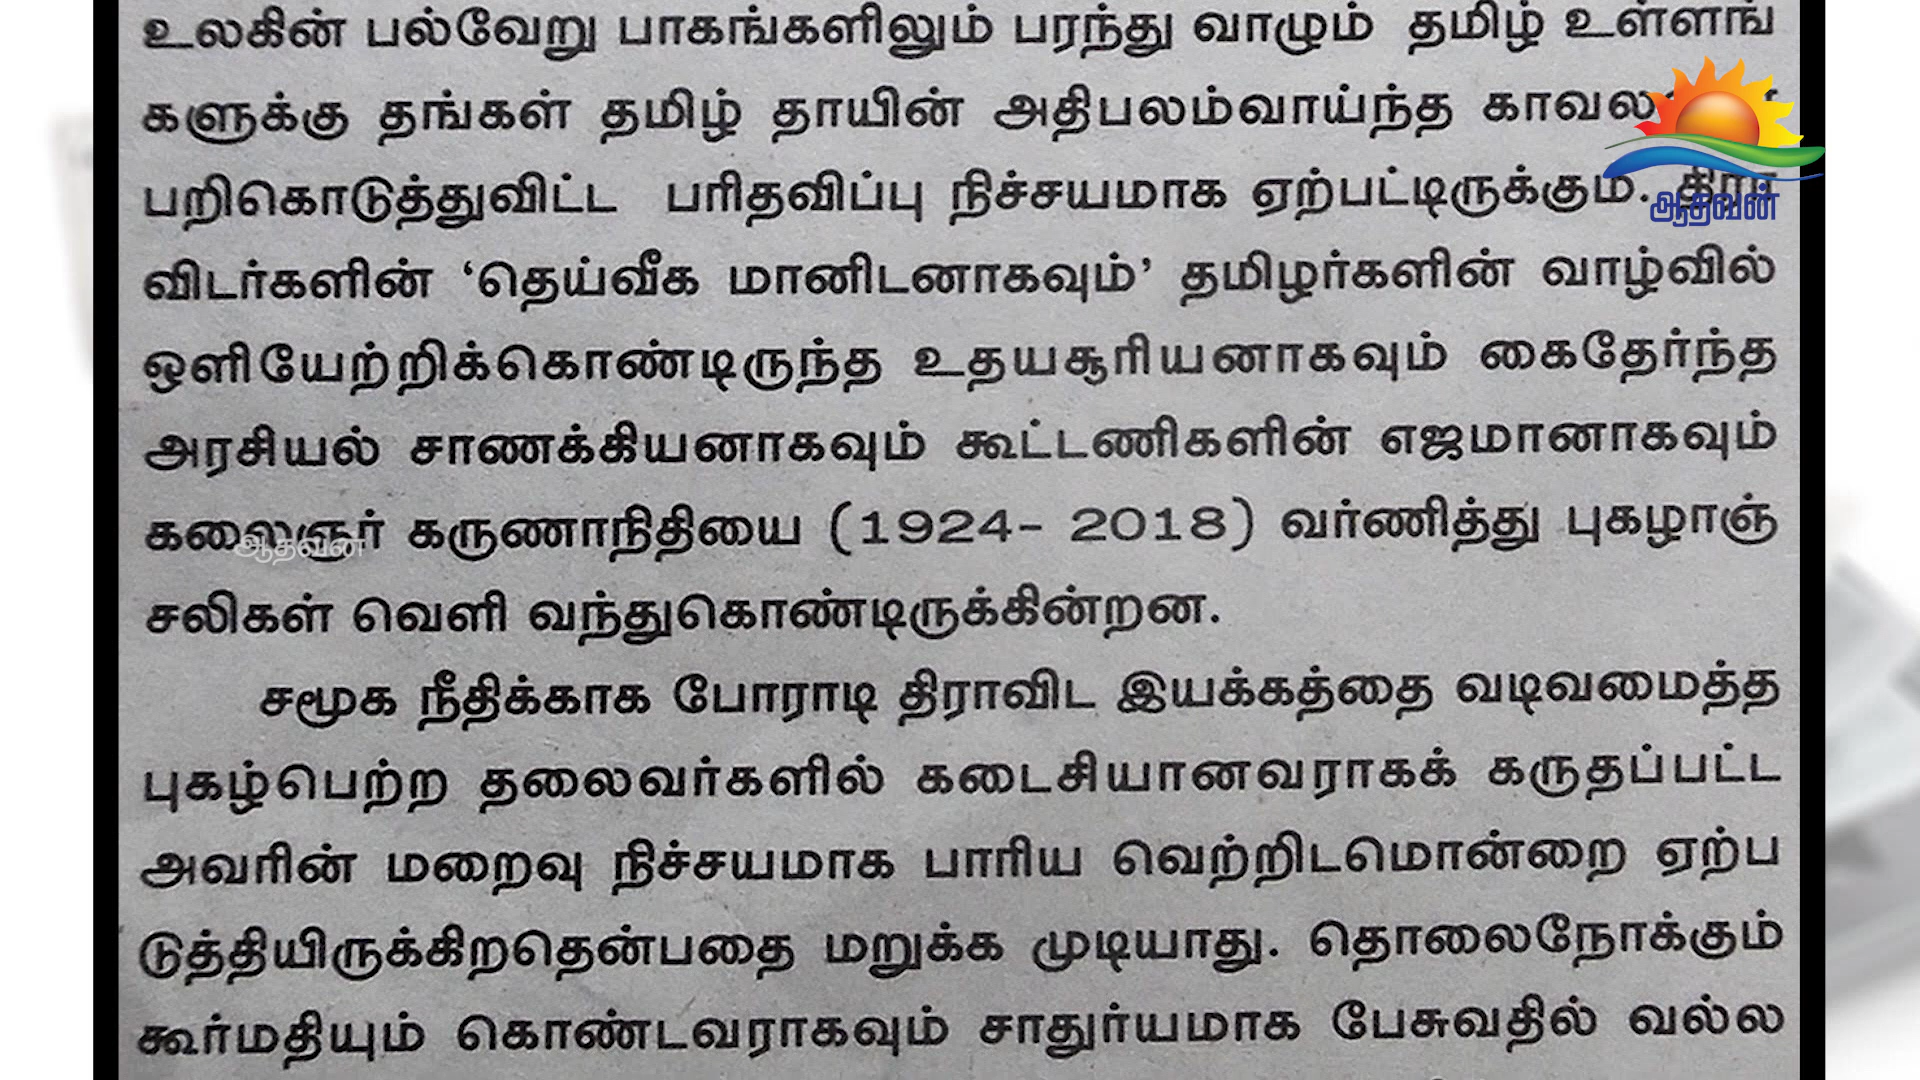 உலகின் பல்வேறு பாகங்களிலும் பரந்து வாழும் தமிழ் உள்ளங்
களுக்கு தங்கள் தமிழ் தாயின் அதிபலம்வாய்ந்த
பறிகொடுத்துவிட்ட பரிதவிப்பு நிச்சயமாக ஏற்பட்டிருக்கும். திரா
ஆதவன்
விடர்களின் ‘தெய்வீக மானிடனாகவும்’ தமிழர்களின் வாழ்வில்
ஒளியேற்றிக்கொண்டிருந்த உதயசூரியனாகவும் கைதேர்ந்த
அரசியல் சாணக்கியனாகவும் கூட்டணிகளின் எஜமானாகவும்
கலைஞர் கருணாநிதியை (1924- 2018) வர்ணித்து புகழாஞ்
ஆதவன்
சலிகள் வெளி வந்துகொண்டிருக்கின்றன.
சமூக நீதிக்காக போராடி திராவிட இயக்கத்தை வடிவமைத்த
புகழ்பெற்ற தலைவர்களில் கடைசியானவராகக் கருதப்பட்ட
அவரின் மறைவு நிச்சயமாக பாரிய வெற்றிடமொன்றை ஏற்ப
டுத்தியிருக்கிறதென்பதை மறுக்க முடியாது. தொலைநோக்கும்
கூர்மதியும் கொண்டவராகவும் சாதுர்யமாக பேசுவதில் வல்ல